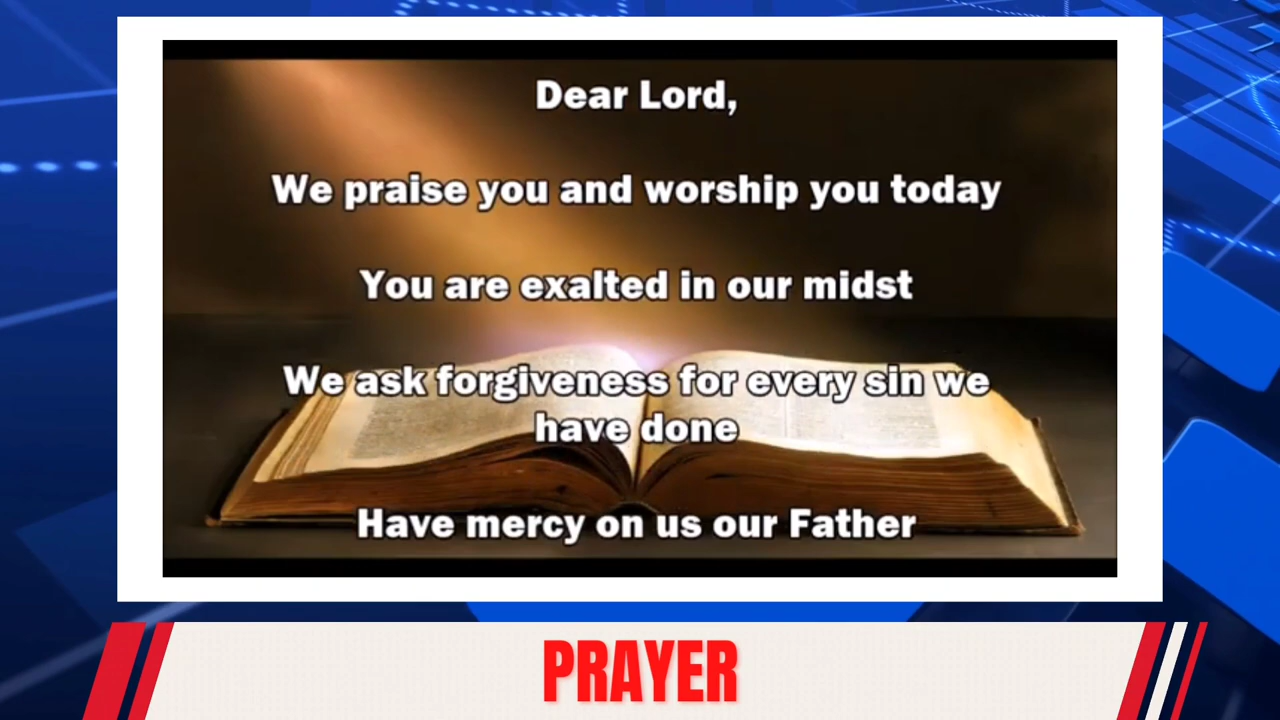 Dear Lord,
We praise you and worship you today
You are exalted in our midst
We ask forgiveness for every sin we
have done
Have mercy on us our Father
PRAYER